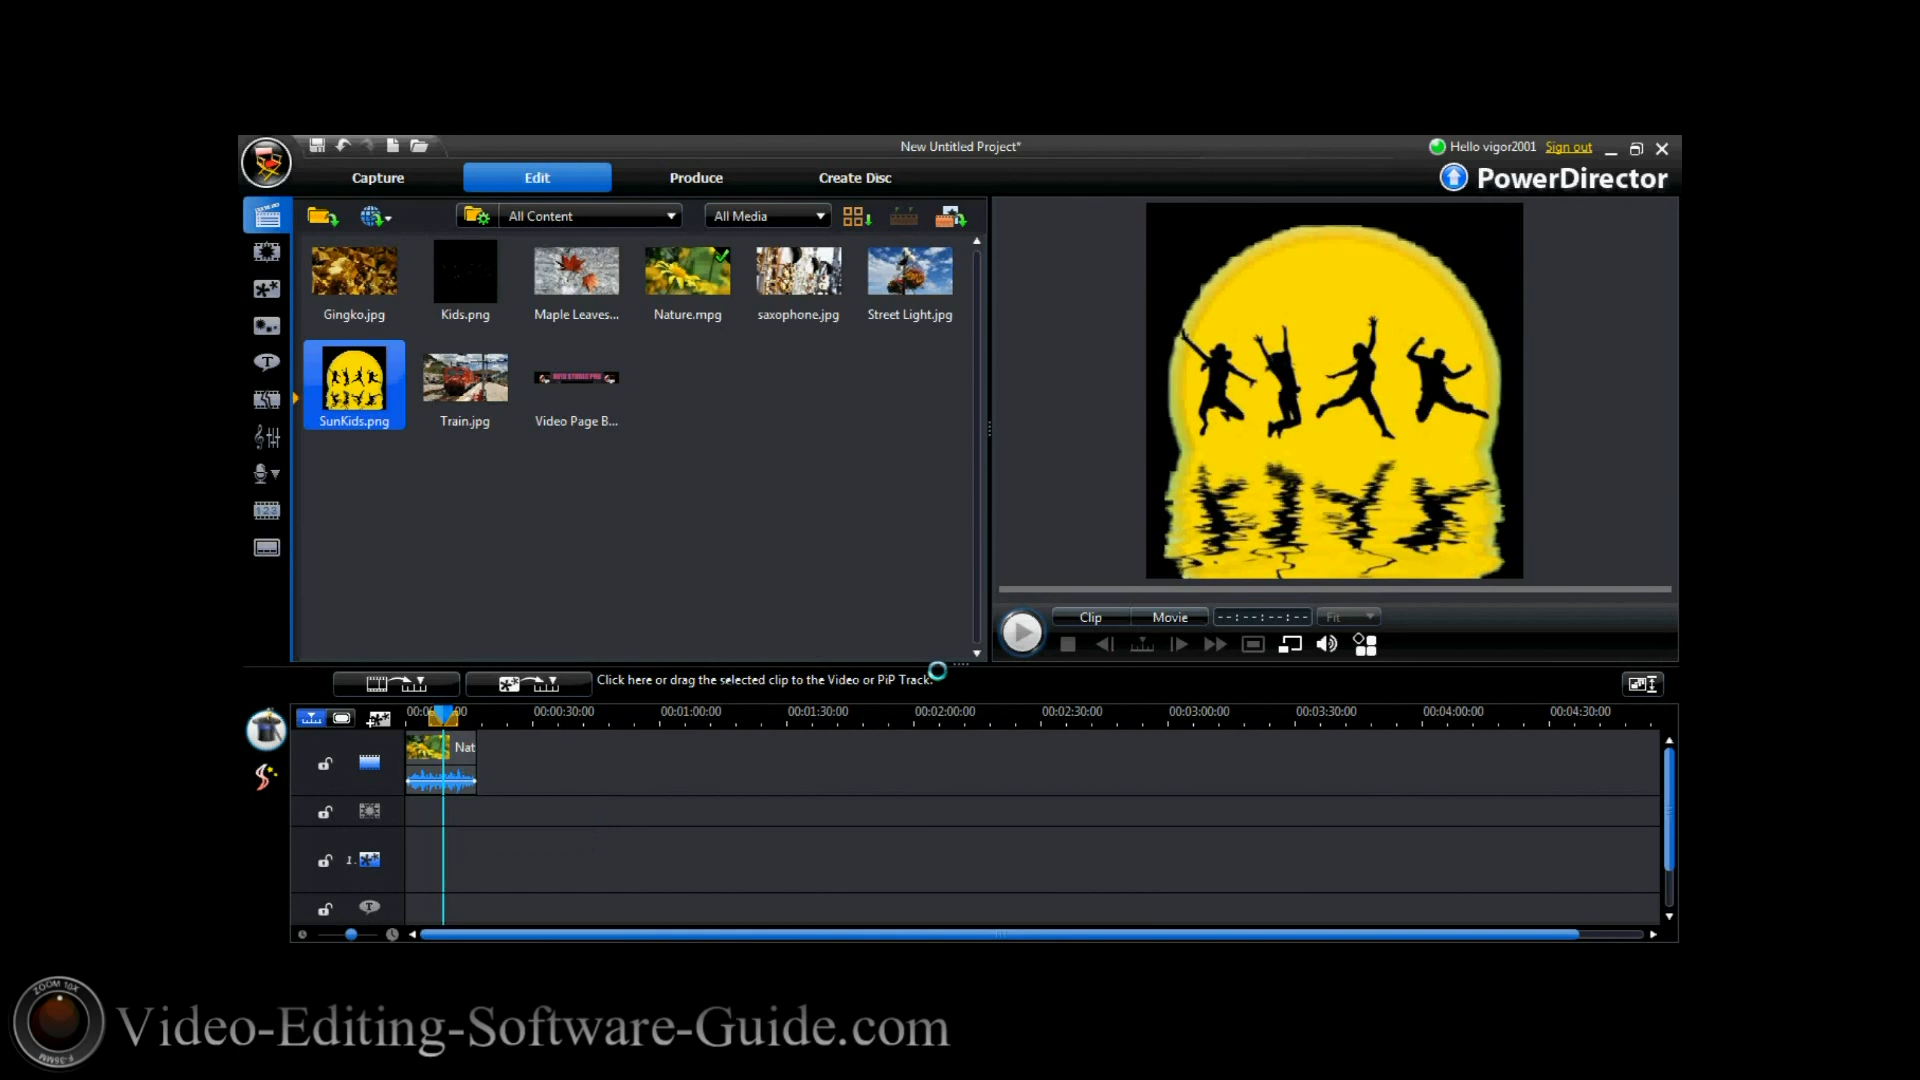 New Untitled Project*
Hello vigor2001 Sign out
Capture Edit Produce Create Disc
PowerDirector
All Content All Media
Gingko.jpg Kids.png Maple Leaves... Nature.mpg saxophone.jpg Street Light.jpg
SunKids.png Train.jpg Video Page B...
Clip Movie --:--:--:-- Fit
Click here or drag the selected clip to the Video or PiP Track.
00:00:30:00 00:01:00:00 00:01:30:00 00:02:00:00 00:02:30:00 00:03:00:00 00:03:30:00 00:04:00:00 00:04:30:00
Nat
1.
ZOOM 10X
Video-Editing-Software-Guide.com